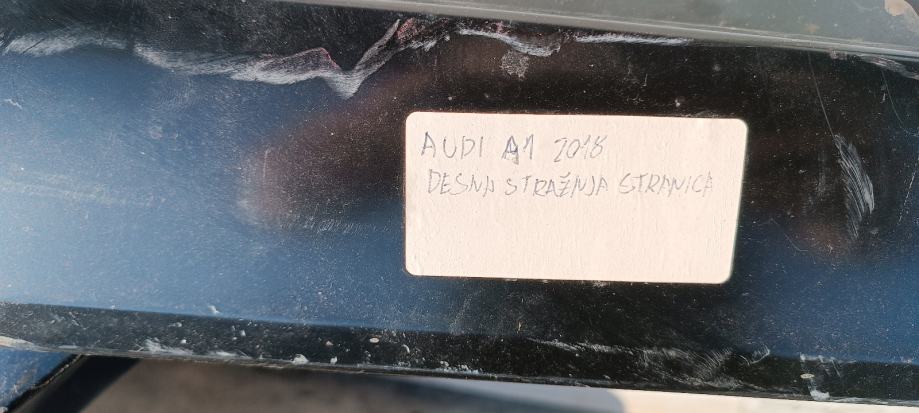 AUDI A1 2018
DESNA STRAŽNJA STRANICA